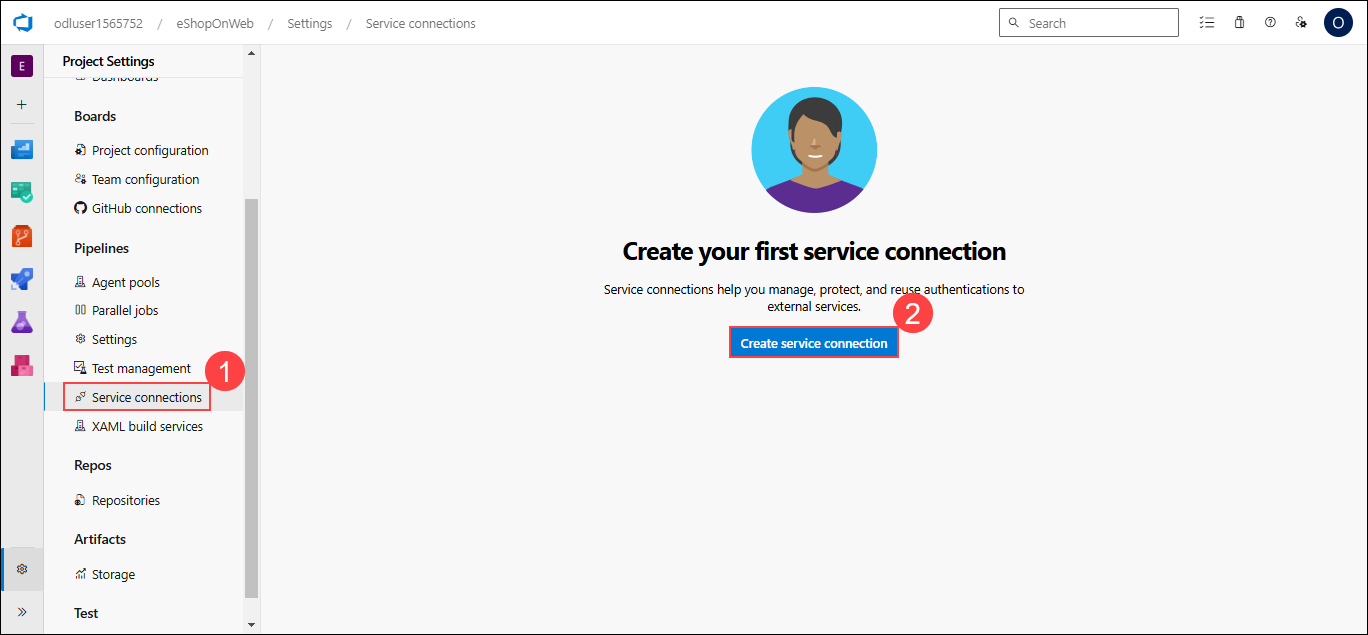 odluser1565752 / eShopOnWeb / Settings / Service connections
Search
O
E
Project Settings
Dashboards
Boards
Project configuration
Team configuration
GitHub connections
Pipelines
Agent pools
Parallel jobs
Settings
Test management
1
Service connections
XAML build services
Repos
Repositories
Artifacts
Storage
Test
Create your first service connection
Service connections help you manage, protect, and reuse authentications to
external services.
2
Create service connection